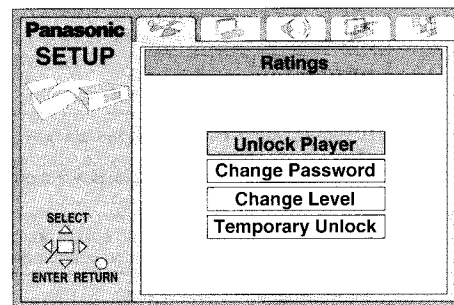 Panasonic
SETUP
Ratings
Unlock Player
Change Password
Change Level
Temporary Unlock
SELECT
ENTER RETURN